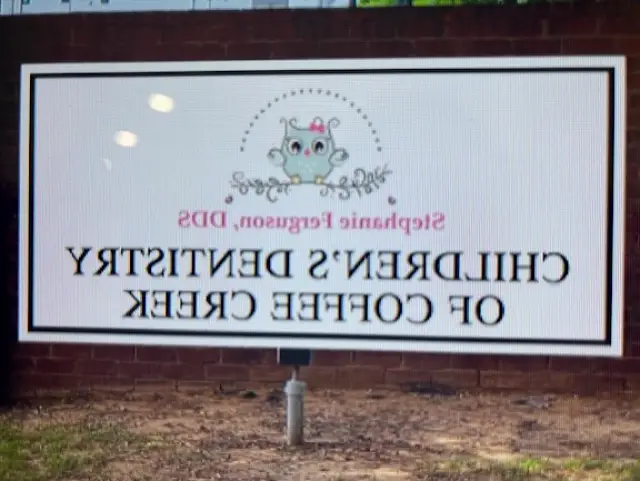 Stephanie Ferguson, DDS
CHILDREN'S DENTISTRY
OF COFFEE CREEK